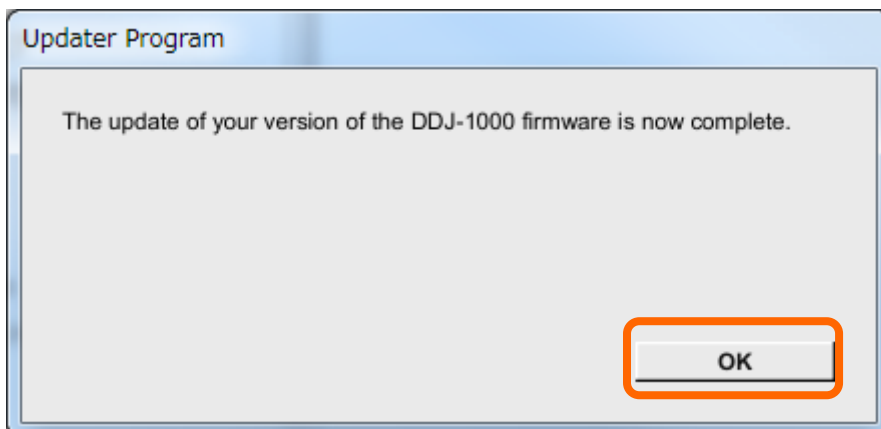 Updater Program
The update of your version of the DDJ-1000 firmware is now complete.
OK